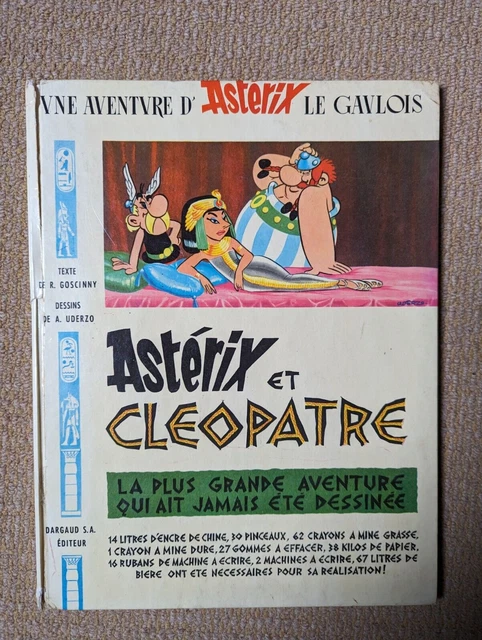 VNE AVENTVRE D' Astérix LE GAVLOIS
TEXTE
DE R. GOSCINNY
DESSINS
DE A. UDERZO
Astérix ET
CLEOPATRE
LA PLUS GRANDE AVENTURE
QUI AIT JAMAIS ÉTÉ DESSINÉE
DARGAUD S.A.
ÉDITEUR
14 LITRES D'ENCRE DE CHINE, 30 PINCEAUX, 62 CRAYONS A MINE GRASSE,
1 CRAYON A MINE DURE, 27 GOMMES A EFFACER, 38 KILOS DE PAPIER,
16 RUBANS DE MACHINE A ECRIRE, 2 MACHINES A ECRIRE, 67 LITRES DE
BIERE ONT ETE NECESSAIRES POUR SA REALISATION!